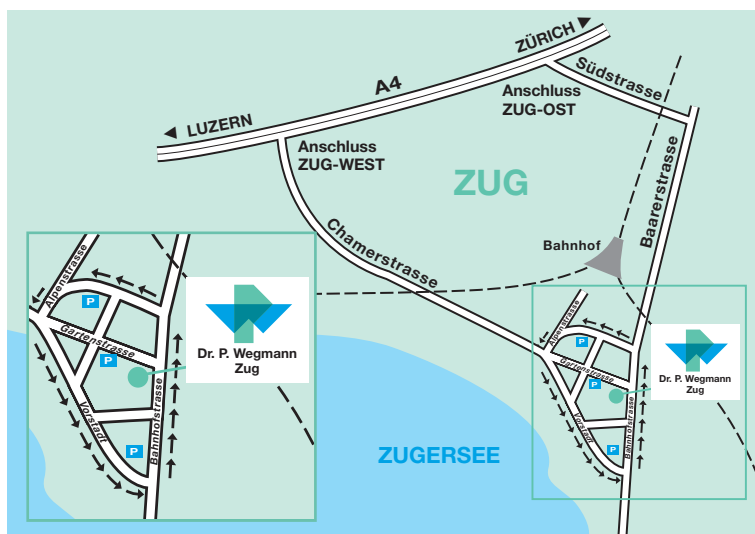 ZÜRICH
A4
LUZERN
Südstrasse
Anschluss
ZUG-OST
Anschluss
ZUG-WEST
ZUG
Baarerstrasse
Chamerstrasse
Bahnhof
Alpenstrasse
P
Gartenstrasse
P
Dr. P. Wegmann
Zug
Vorstadt
Bahnhofstrasse
P
Alpenstrasse
P
Gartenstrasse
P
Dr. P. Wegmann
Zug
Vorstadt
Bahnhofstrasse
P
ZUGERSEE